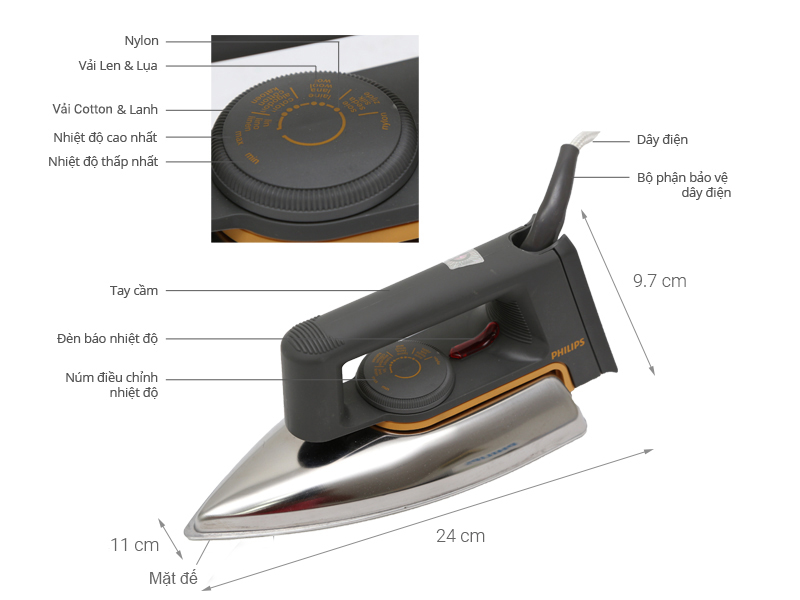 Nylon
Vải Len & Lụa
Vải Cotton & Lanh
Nhiệt độ cao nhất
Nhiệt độ thấp nhất
Dây điện
Bộ phận bảo vệ
dây điện
9.7 cm
Tay cầm
Đèn báo nhiệt độ
PHILIPS
Núm điều chỉnh
nhiệt độ
11 cm
24 cm
Mặt đế